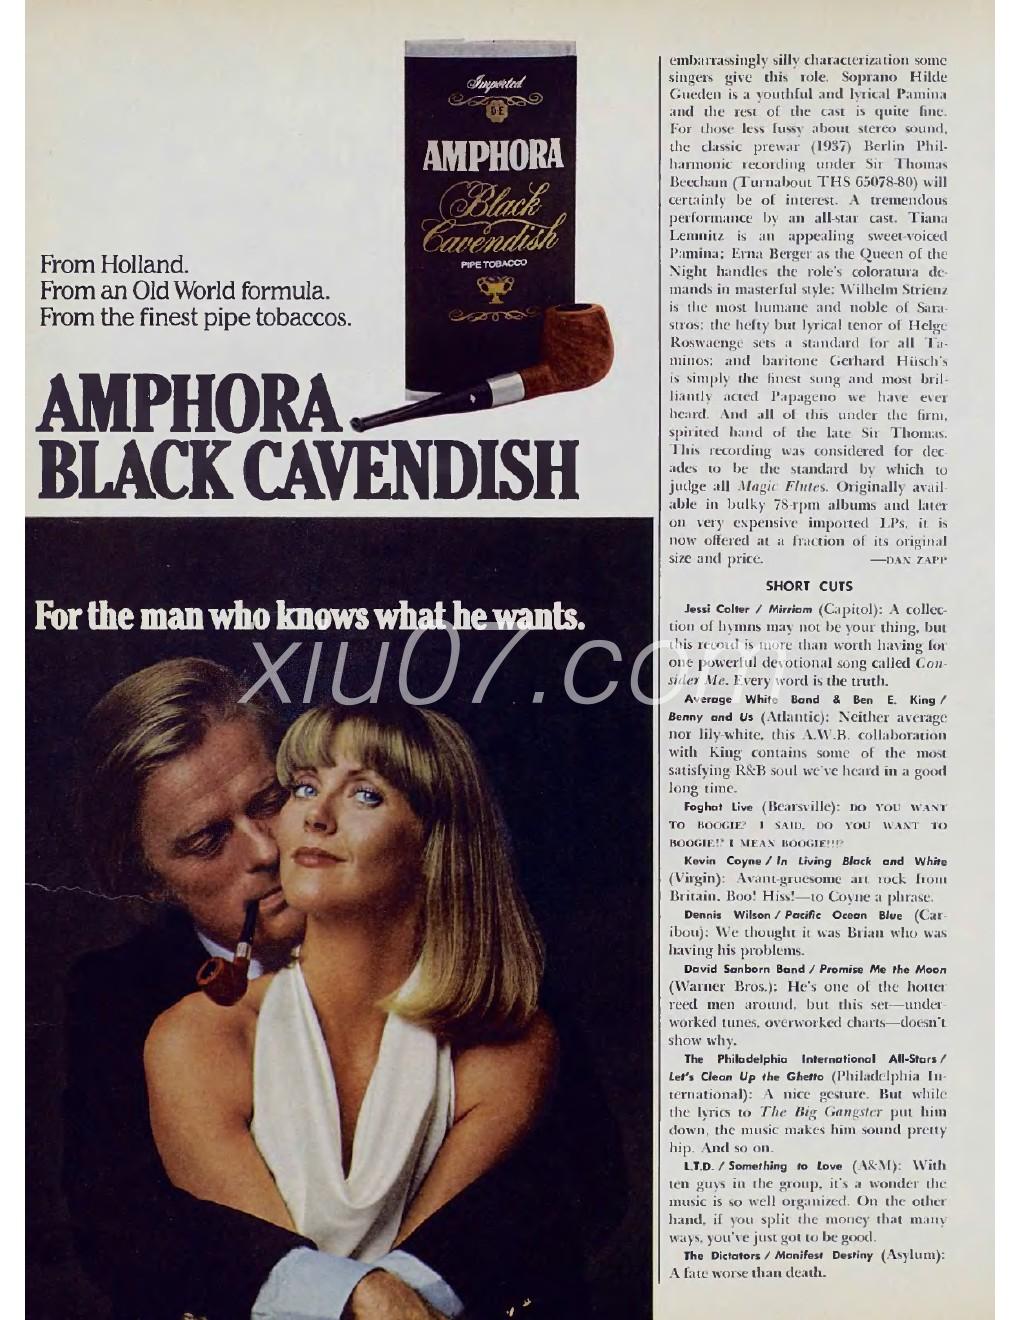 Imported
D·E
AMPHORA
Black
Cavendish
PIPE TOBACCO
From Holland.
From an Old World formula.
From the finest pipe tobaccos.
AMPHORA
BLACK CAVENDISH
For the man who knows what he wants.
xiu07.com
embarrassingly silly characterization some
singers give this role. Soprano Hilde
Gueden is a youthful and lyrical Pamina
and the rest of the cast is quite fine.
For those less fussy about stereo sound,
the classic prewar (1937) Berlin Phil-
harmonic recording under Sir Thomas
Beecham (Turnabout THS 65078-80) will
certainly be of interest. A tremendous
performance by an all-star cast. Tiana
Lemnitz is an appealing sweet-voiced
Pamina; Erna Berger as the Queen of the
Night handles the role's coloratura de-
mands in masterful style; Wilhelm Strienz
is the most humane and noble of Sara-
stros; the hefty but lyrical tenor of Helge
Roswaenge sets a standard for all Ta-
minos; and baritone Gerhard Hüsch's
is simply the finest sung and most bril-
liantly acted Papageno we have ever
heard. And all of this under the firm,
spirited hand of the late Sir Thomas.
This recording was considered for dec-
ades to be the standard by which to
judge all Magic Flutes. Originally avail-
able in bulky 78-rpm albums and later
on very expensive imported LPs, it is
now offered at a fraction of its original
size and price. —DAN ZAPP
SHORT CUTS
Jessi Colter / Mirriam (Capitol): A collec-
tion of hymns may not be your thing, but
this record is more than worth having for
one powerful devotional song called Con-
sider Me. Every word is the truth.
Average White Band & Ben E. King /
Benny and Us (Atlantic): Neither average
nor lily-white, this A.W.B. collaboration
with King contains some of the most
satisfying R&B soul we've heard in a good
long time.
Foghat Live (Bearsville): DO YOU WANT
TO BOOGIE? I SAID, DO YOU WANT TO
BOOGIE!? I MEAN BOOGIE!!!?
Kevin Coyne / In Living Black and White
(Virgin): Avant-gruesome art rock from
Britain. Boo! Hiss!—to Coyne a phrase.
Dennis Wilson / Pacific Ocean Blue (Car-
ibou): We thought it was Brian who was
having his problems.
David Sanborn Band / Promise Me the Moon
(Warner Bros.): He's one of the hotter
reed men around, but this set—under-
worked tunes, overworked charts—doesn't
show why.
The Philadelphia International All-Stars /
Let's Clean Up the Ghetto (Philadelphia In-
ternational): A nice gesture. But while
the lyrics to The Big Gangster put him
down, the music makes him sound pretty
hip. And so on.
L.T.D. / Something to Love (A&M): With
ten guys in the group, it's a wonder the
music is so well organized. On the other
hand, if you split the money that many
ways, you've just got to be good.
The Dictators / Manifest Destiny (Asylum):
A fate worse than death.